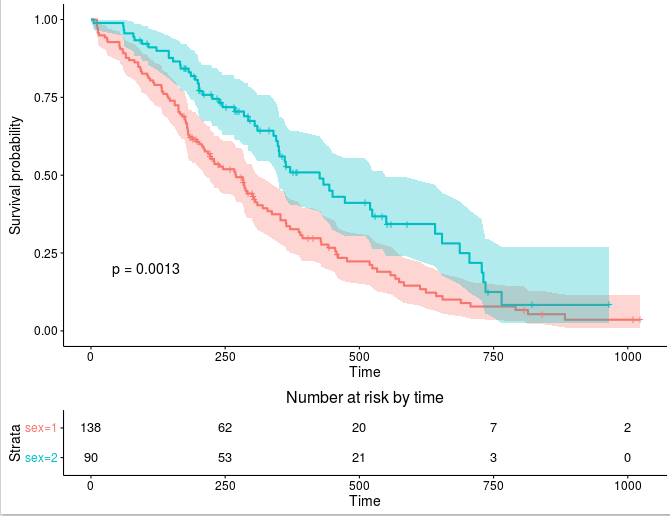 1.00
0.75
0.50
0.25
0.00
Survival probability
p = 0.0013
0 250 500 750 1000
Time
Number at risk by time
Strata
sex=1 138 62 20 7 2
sex=2 90 53 21 3 0
0 250 500 750 1000
Time